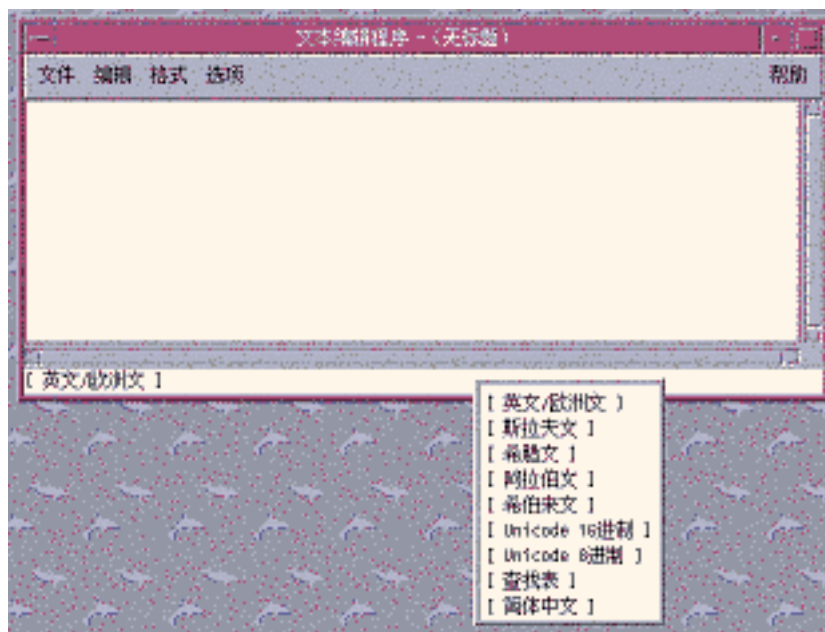 文本编辑程序 - (无标题)
文件 编辑 格式 选项 帮助
[ 英文/欧洲文 ]
[ 英文/欧洲文 ]
[ 斯拉夫文 ]
[ 希腊文 ]
[ 阿拉伯文 ]
[ 希伯来文 ]
[ Unicode 16进制 ]
[ Unicode 8进制 ]
[ 查找表 ]
[ 简体中文 ]